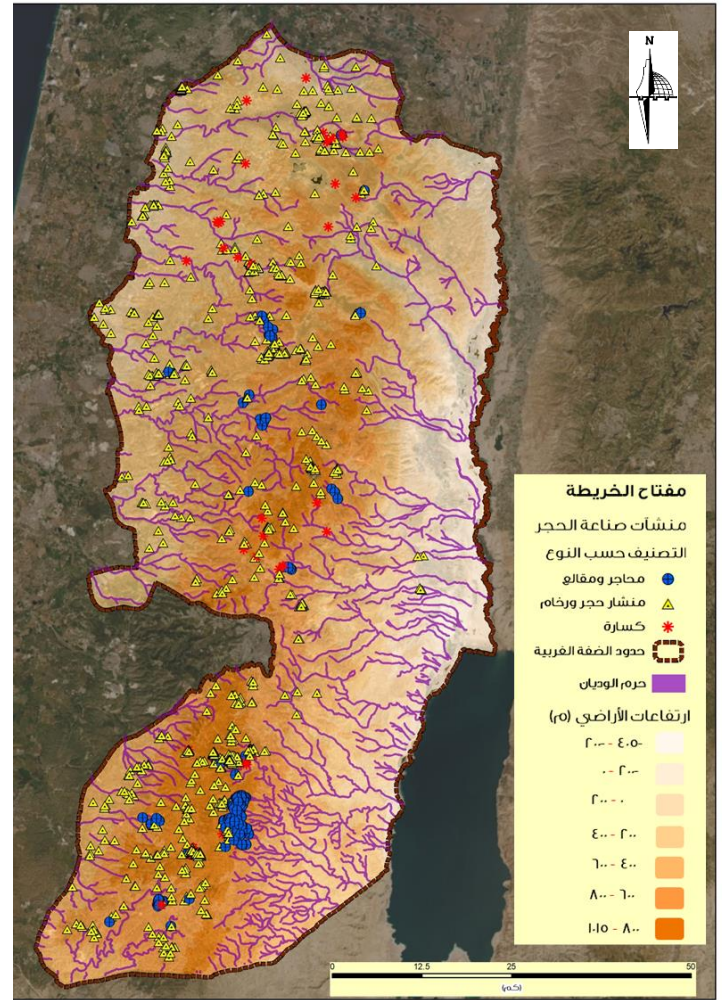 N
مفتاح الخريطة
منشآت صناعة الحجر
التصنيف حسب النوع
محاجر ومقالع
منشار حجر ورخام
كسارة
حدود الضفة الغربية
حرم الوديان
ارتفاعات الأراضي (م)
-٤٠٥ - -٢٠٠
-٢٠٠ - ٠
٠ - ٢٠٠
٢٠٠ - ٤٠٠
٤٠٠ - ٦٠٠
٦٠٠ - ٨٠٠
٨٠٠ - ١٠١٥
0 12.5 25 50
(كم)